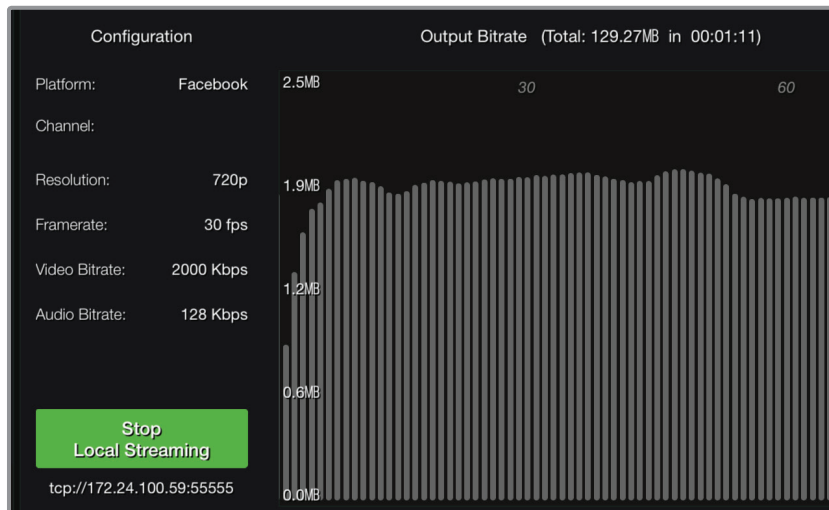 Configuration
Platform: Facebook
Channel:
Resolution: 720p
Framerate: 30 fps
Video Bitrate: 2000 Kbps
Audio Bitrate: 128 Kbps
Stop
Local Streaming
tcp://172.24.100.59:55555
Output Bitrate (Total: 129.27MB in 00:01:11)
2.5MB
30
60
1.9MB
1.2MB
0.6MB
0.0MB